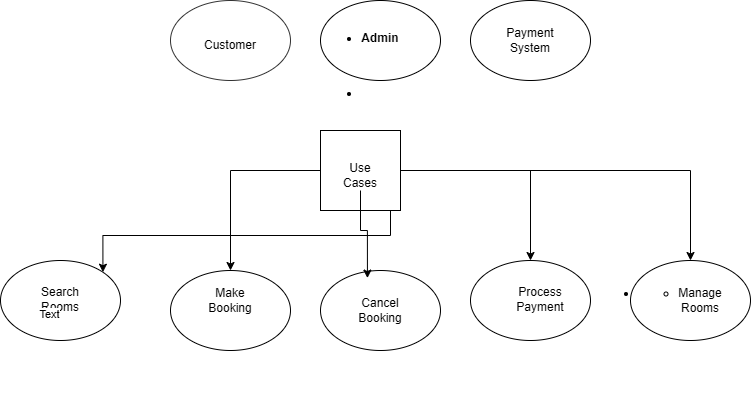 Customer
• Admin
Payment
System
•
Use
Cases
Search
Rooms
Text
Make
Booking
Cancel
Booking
Process
Payment
• ○ Manage
Rooms